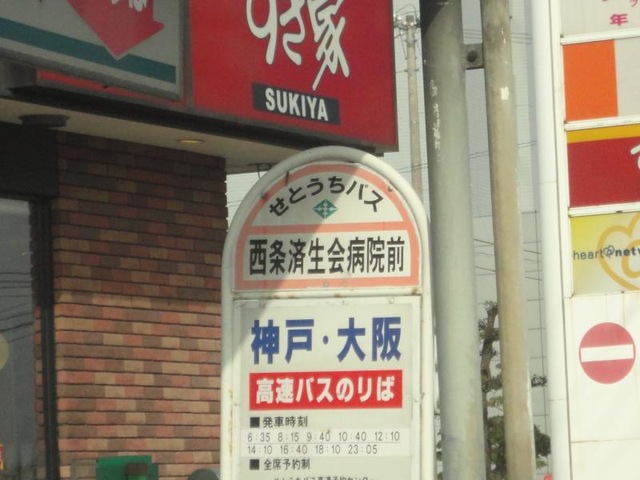 すき家
SUKIYA
年
せとうちバス
西条済生会病院前
heart@net
神戸・大阪
高速バスのりば
■発車時刻
6:35 8:15 9:40 10:40 12:10
14:10 16:40 18:10 23:05
■全席予約制